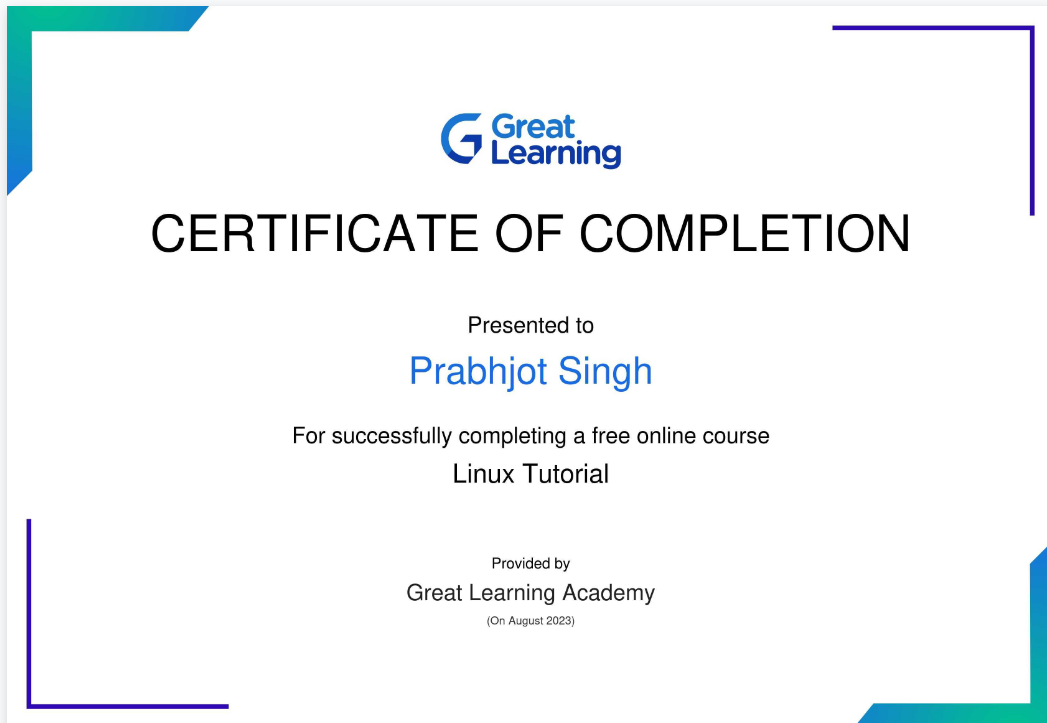 Great
Learning
CERTIFICATE OF COMPLETION
Presented to
Prabhjot Singh
For successfully completing a free online course
Linux Tutorial
Provided by
Great Learning Academy
(On August 2023)